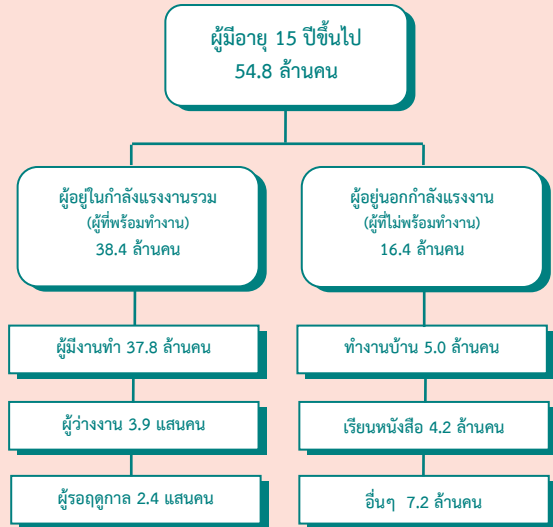 ผู้มีอายุ 15 ปีขึ้นไป
54.8 ล้านคน
ผู้อยู่ในกำลังแรงงานรวม
(ผู้ที่พร้อมทำงาน)
38.4 ล้านคน
ผู้อยู่นอกกำลังแรงงาน
(ผู้ที่ไม่พร้อมทำงาน)
16.4 ล้านคน
ผู้มีงานทำ 37.8 ล้านคน
ทำงานบ้าน 5.0 ล้านคน
ผู้ว่างงาน 3.9 แสนคน
เรียนหนังสือ 4.2 ล้านคน
ผู้รอฤดูกาล 2.4 แสนคน
อื่นๆ 7.2 ล้านคน